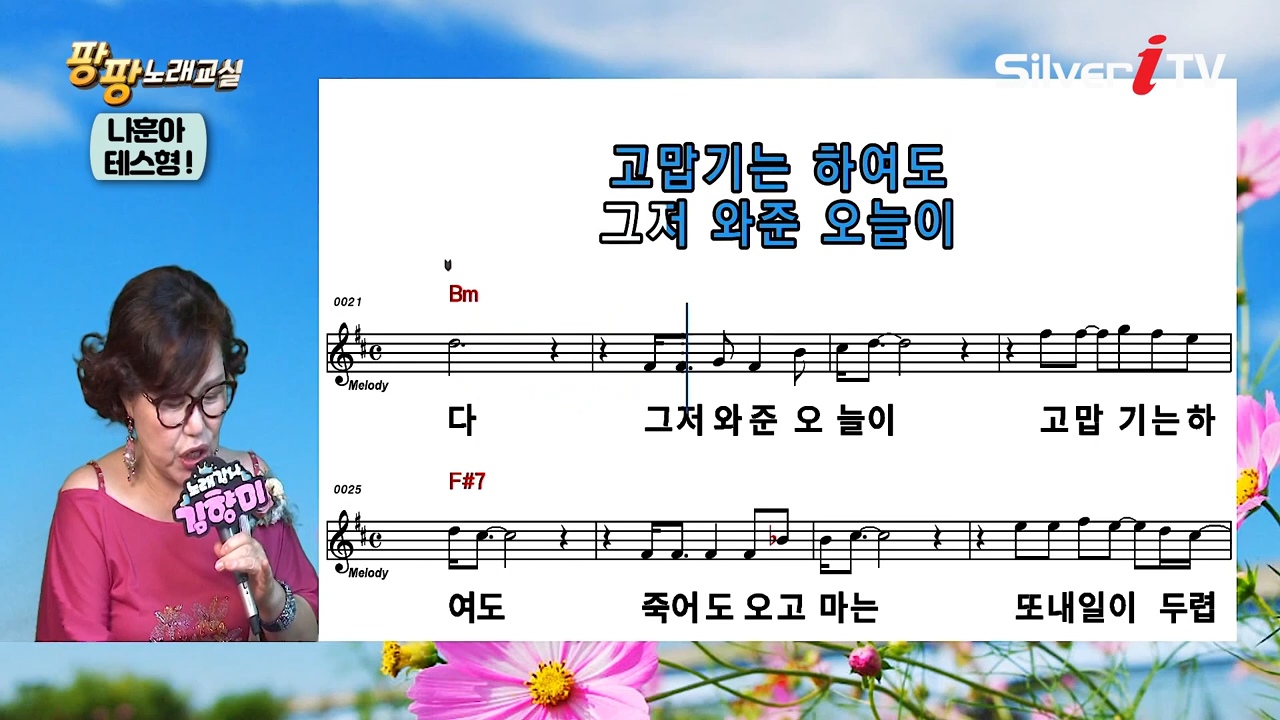 팡팡노래교실
SilveriTV
나훈아
테스형!
고맙기는 하여도
그저 와준 오늘이
0021
Bm
Melody
다 그저와준 오 늘이 고맙 기는하
0025
F#7
Melody
여도 죽어도오고 마는 또내일이 두렵
노래강사
김향미